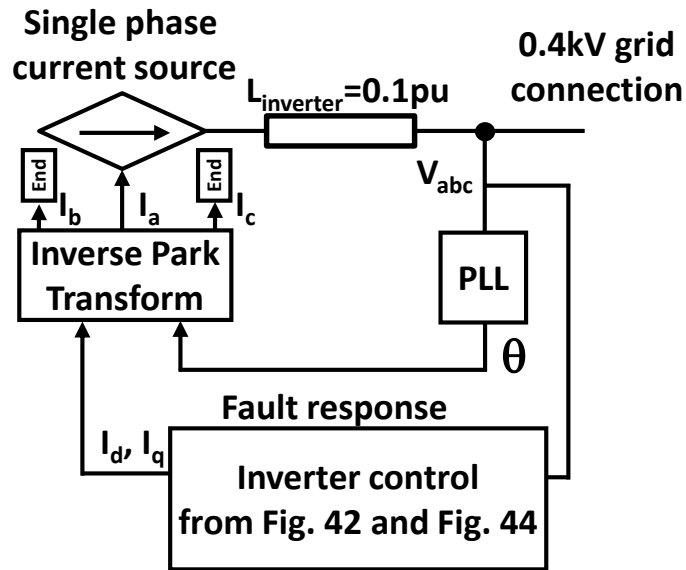 Single phase
current source
0.4kV grid
connection
L_inverter=0.1pu
End
End
V_abc
I_b
I_a
I_c
Inverse Park
Transform
PLL
θ
Fault response
I_d, I_q
Inverter control
from Fig. 42 and Fig. 44